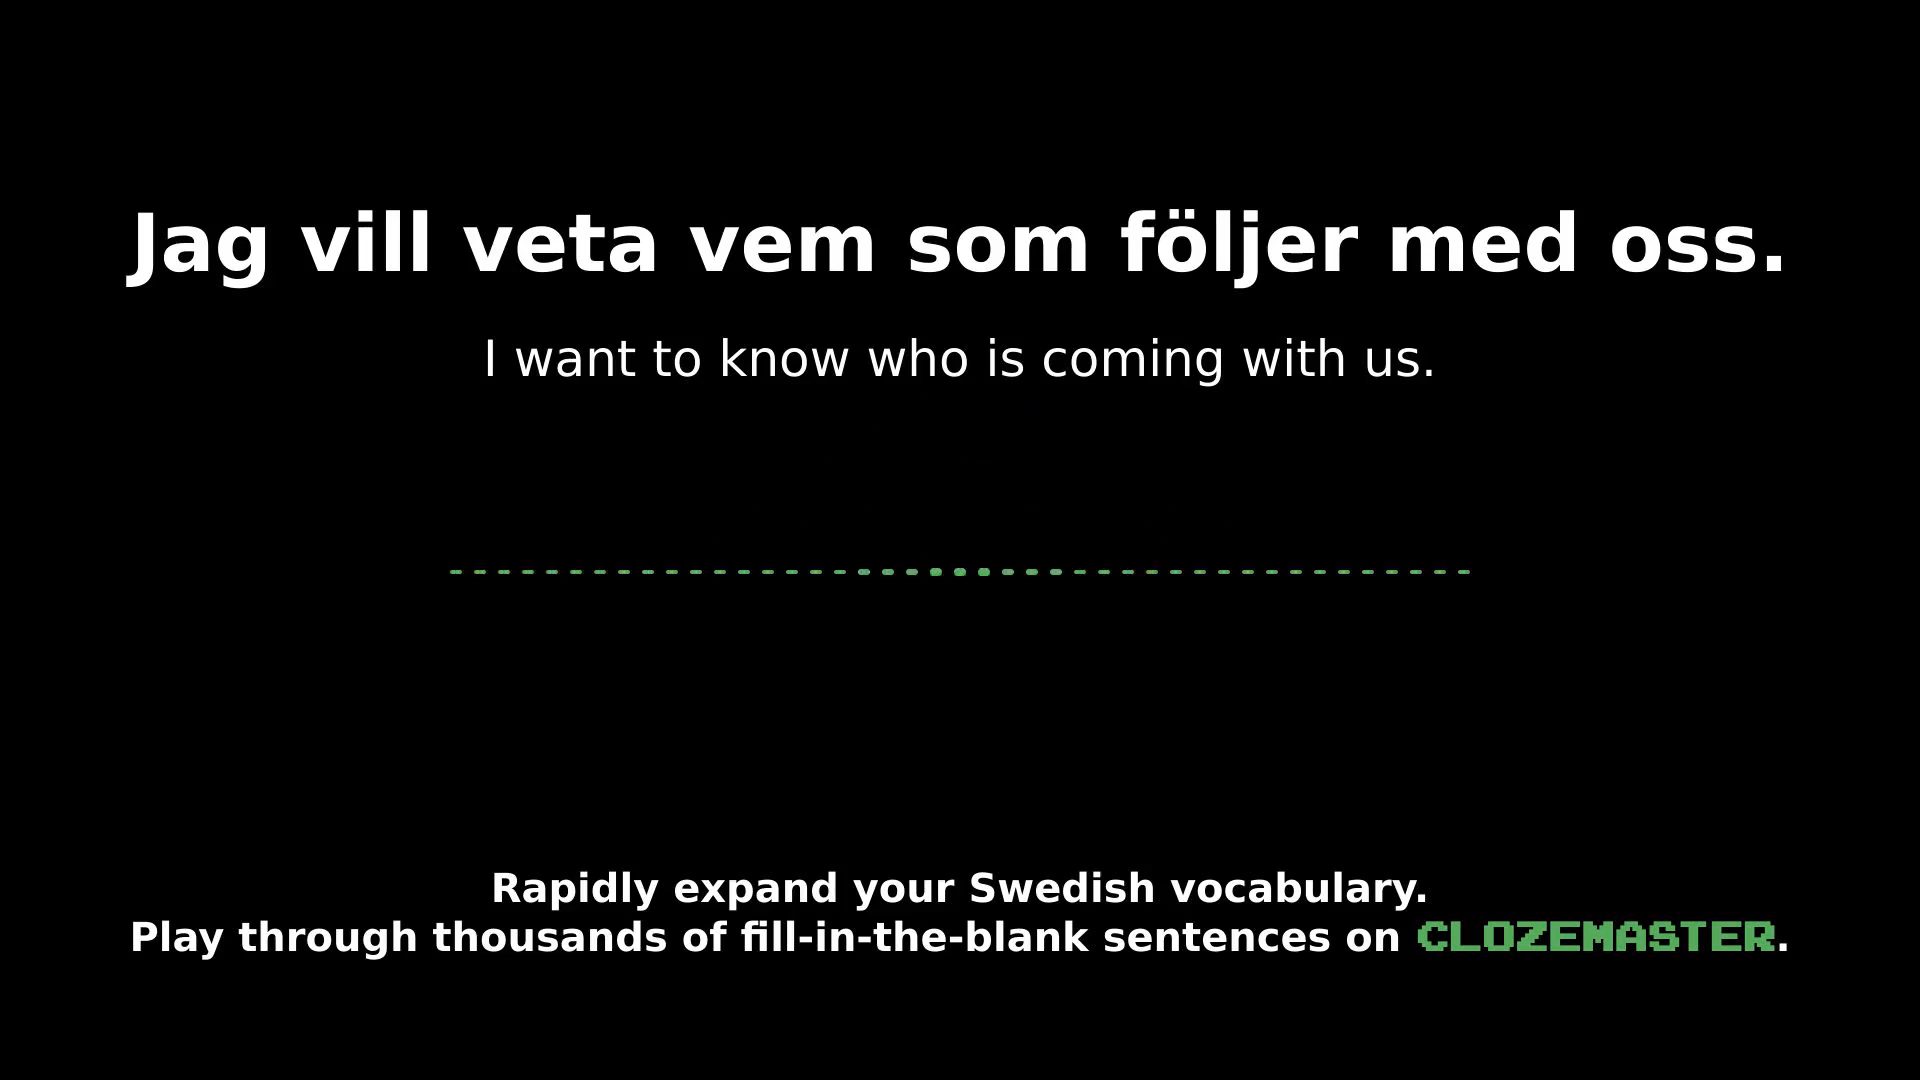 Jag vill veta vem som följer med oss.
I want to know who is coming with us.
Rapidly expand your Swedish vocabulary.
Play through thousands of fill-in-the-blank sentences on CLOZEMASTER.